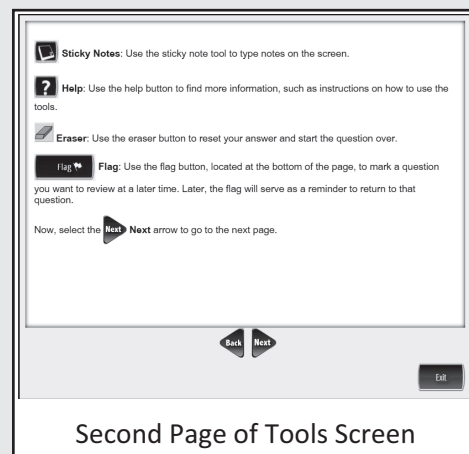 Sticky Notes: Use the sticky note tool to type notes on the screen.
? Help: Use the help button to find more information, such as instructions on how to use the
tools.
Eraser: Use the eraser button to reset your answer and start the question over.
Flag Flag: Use the flag button, located at the bottom of the page, to mark a question
you want to review at a later time. Later, the flag will serve as a reminder to return to that
question.
Now, select the Next Next arrow to go to the next page.
Back Next
Exit
Second Page of Tools Screen